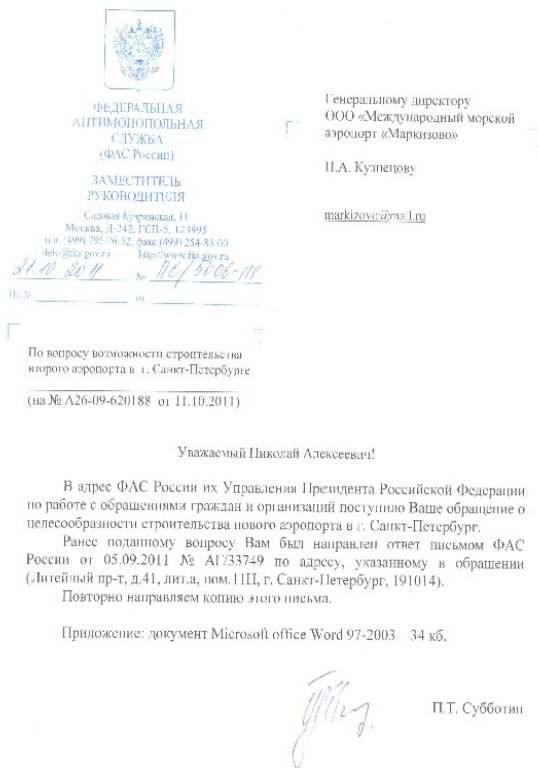 ФЕДЕРАЛЬНАЯ
АНТИМОНОПОЛЬНАЯ
СЛУЖБА
(ФАС России)
ЗАМЕСТИТЕЛЬ
РУКОВОДИТЕЛЯ
Садовая Кудринская, 11
Москва, Д-242, ГСП-5, 123995
тел. (499) 795-76-52, факс (499) 254-83-00
delo@fas.gov.ru http://www.fas.gov.ru
21.10.2011 № ПС/
На № от
Генеральному директору
ООО «Международный морской
аэропорт «Маркизово»
Н.А. Кузнецову
markizovo@mail.ru
По вопросу возможности строительства
второго аэропорта в г. Санкт-Петербурге
(на № А26-09-620188 от 11.10.2011)
Уважаемый Николай Алексеевич!
В адрес ФАС России их Управления Президента Российской Федерации
по работе с обращениями граждан и организаций поступило Ваше обращение о
целесообразности строительства нового аэропорта в г. Санкт-Петербург.
Ранее поданному вопросу Вам был направлен ответ письмом ФАС
России от 05.09.2011 № АГ/33749 по адресу, указанному в обращении
(Литейный пр-т, д.41, лит.а, пом.11Н, г. Санкт-Петербург, 191014).
Повторно направляем копию этого письма.
Приложение: документ Microsoft office Word 97-2003 – 34 кб.
П.Т. Субботин